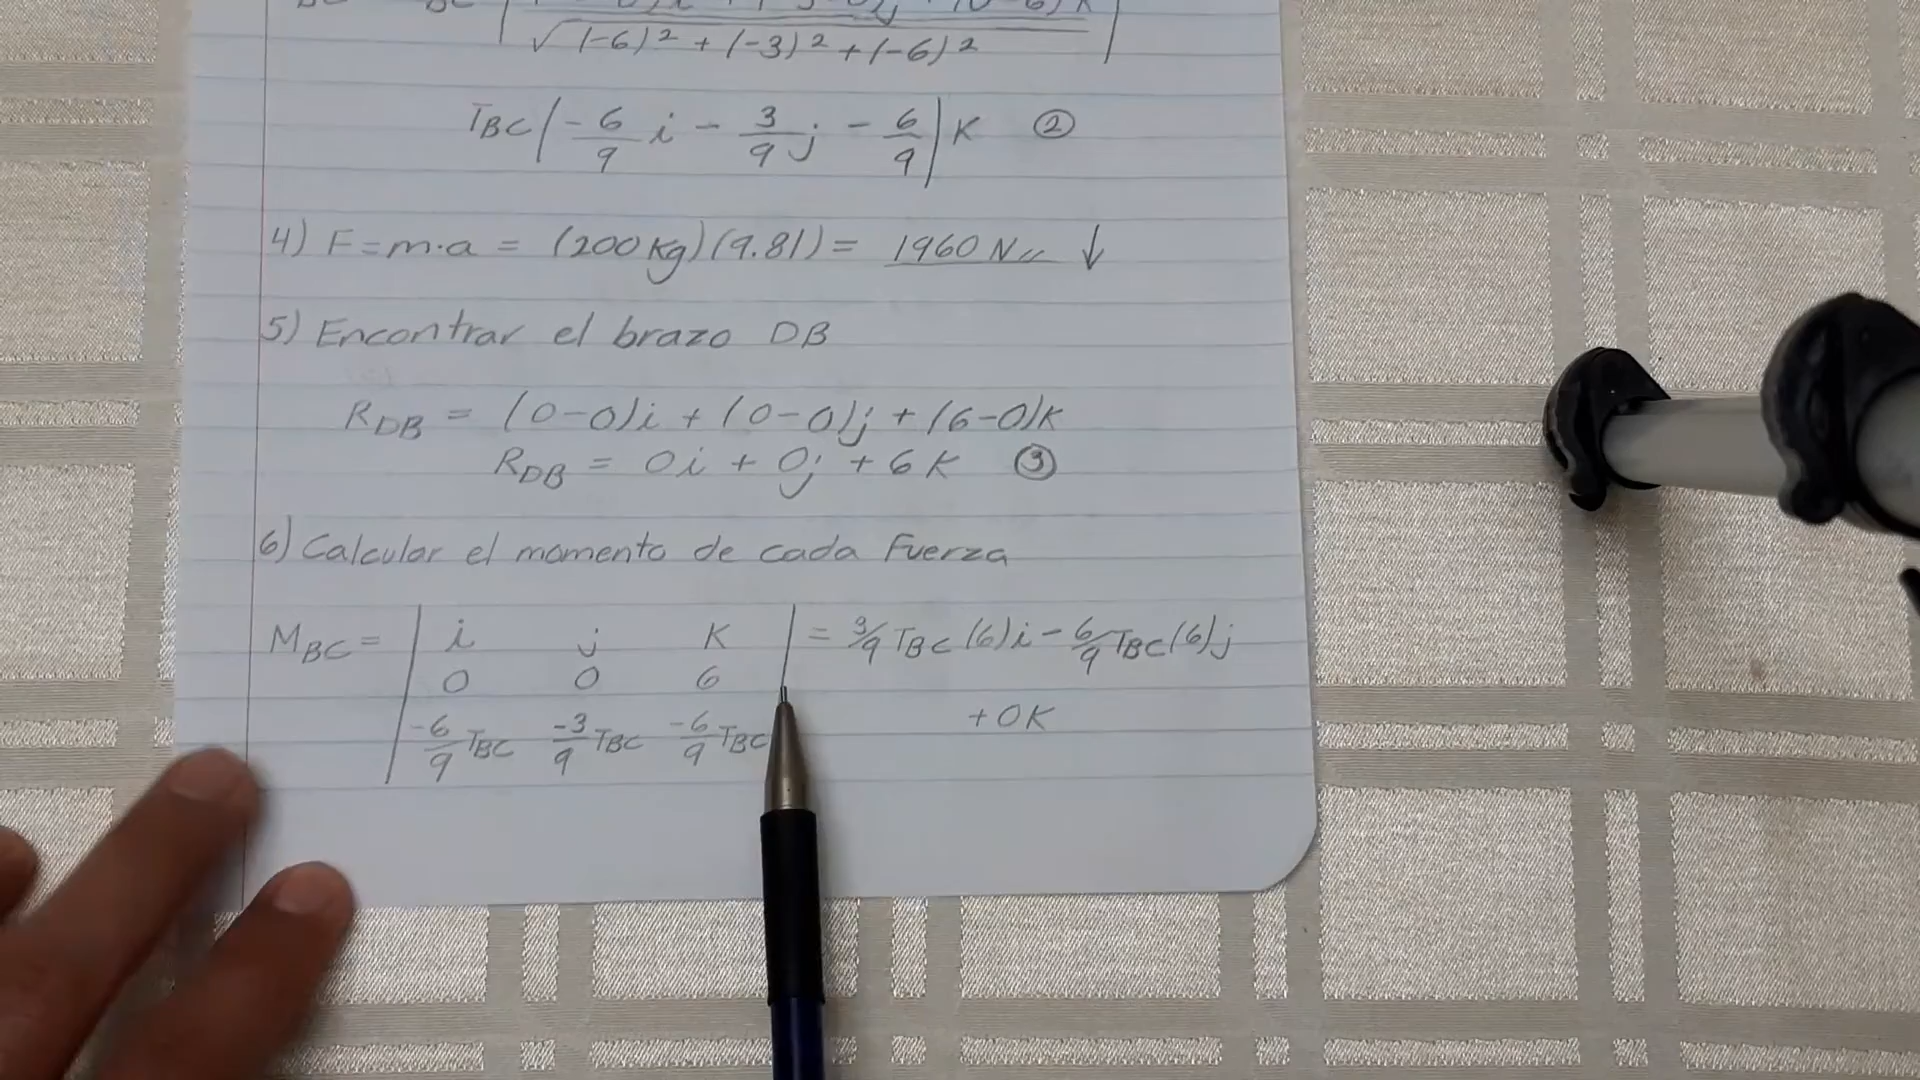 √(-6)² + (-3)² + (-6)²
TBC(-6/9 i - 3/9 j - 6/9)K ②
4) F = m·a = (200 Kg)(9.81) = 1960 N ↓
5) Encontrar el brazo DB
RDB = (0-0)i + (0-0)j + (6-0)K
RDB = 0i + 0j + 6K ③
6) Calcular el momento de cada Fuerza
MBC = | i j K | = 3/9 TBC (6)i - 6/9 TBC (6)j
0 0 6
-6/9 TBC -3/9 TBC -6/9 TBC
+ 0K